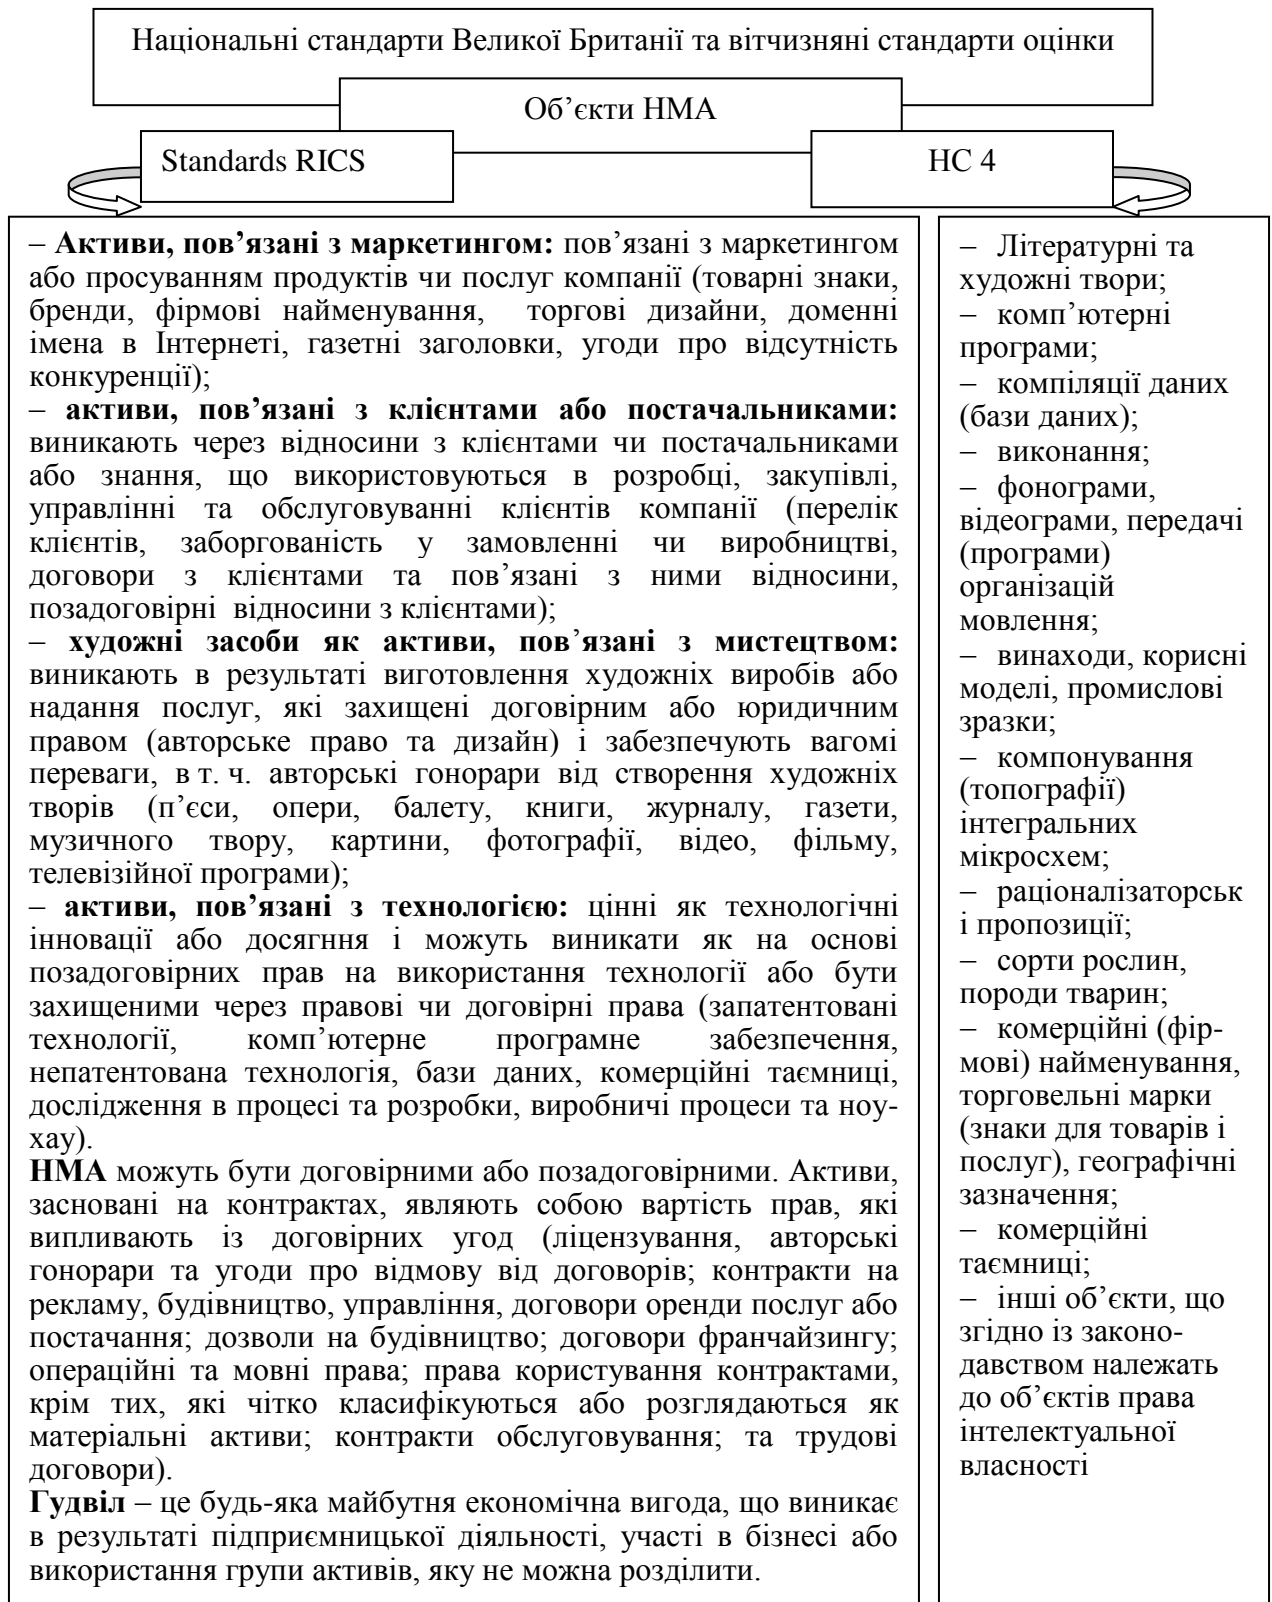 Національні стандарти Великої Британії та вітчизняні стандарти оцінки
Об’єкти НМА
Standards RICS
НС 4
– Активи, пов’язані з маркетингом: пов’язані з маркетингом
або просуванням продуктів чи послуг компанії (товарні знаки,
бренди, фірмові найменування, торгові дизайни, доменні
імена в Інтернеті, газетні заголовки, угоди про відсутність
конкуренції);
– активи, пов’язані з клієнтами або постачальниками:
виникають через відносини з клієнтами чи постачальниками
або знання, що використовуються в розробці, закупівлі,
управлінні та обслуговуванні клієнтів компанії (перелік
клієнтів, заборгованість у замовленні чи виробництві,
договори з клієнтами та пов’язані з ними відносини,
позадоговірні відносини з клієнтами);
– художні засоби як активи, пов’язані з мистецтвом:
виникають в результаті виготовлення художніх виробів або
надання послуг, які захищені договірним або юридичним
правом (авторське право та дизайн) і забезпечують вагомі
переваги, в т. ч. авторські гонорари від створення художніх
творів (п’єси, опери, балету, книги, журналу, газети,
музичного твору, картини, фотографії, відео, фільму,
телевізійної програми);
– активи, пов’язані з технологією: цінні як технологічні
інновації або досягння і можуть виникати як на основі
позадоговірних прав на використання технології або бути
захищеними через правові чи договірні права (запатентовані
технології, комп’ютерне програмне забезпечення,
непатентована технологія, бази даних, комерційні таємниці,
дослідження в процесі та розробки, виробничі процеси та ноу-
хау).
НМА можуть бути договірними або позадоговірними. Активи,
засновані на контрактах, являють собою вартість прав, які
випливають із договірних угод (ліцензування, авторські
гонорари та угоди про відмову від договорів; контракти на
рекламу, будівництво, управління, договори оренди послуг або
постачання; дозволи на будівництво; договори франчайзингу;
операційні та мовні права; права користування контрактами,
крім тих, які чітко класифікуються або розглядаються як
матеріальні активи; контракти обслуговування; та трудові
договори).
Гудвіл – це будь-яка майбутня економічна вигода, що виникає
в результаті підприємницької діяльності, участі в бізнесі або
використання групи активів, яку не можна розділити.
– Літературні та
художні твори;
– комп’ютерні
програми;
– компіляції даних
(бази даних);
– виконання;
– фонограми,
відеограми, передачі
(програми)
організацій
мовлення;
– винаходи, корисні
моделі, промислові
зразки;
– компонування
(топографії)
інтегральних
мікросхем;
– раціоналізаторськ
і пропозиції;
– сорти рослин,
породи тварин;
– комерційні (фір-
мові) найменування,
торговельні марки
(знаки для товарів і
послуг), географічні
зазначення;
– комерційні
таємниці;
– інші об’єкти, що
згідно із законо-
давством належать
до об’єктів права
інтелектуальної
власності